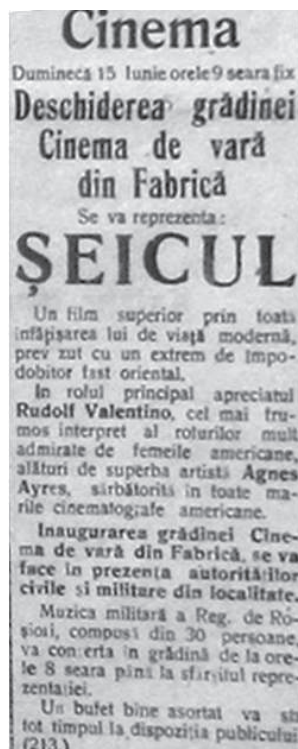 Cinema
Duminecă 15 Iunie orele 9 seara fix
Deschiderea grădinei
Cinema de vară
din Fabrică
Se va reprezenta :
ȘEICUL
Un film superior prin toată
înfățișarea lui de viață modernă,
prev zut cu un extrem de împo-
dobitor fast oriental.
In rolul principal apreciatul
Rudolf Valentino, cel mai fru-
mos interpret al rolurilor mult
admirate de femeile americane,
alături de superba artistă Agnes
Ayres, sărbătorită în toate ma-
rile cinematografe americane.
Inaugurarea grădinei Cine-
ma de vară din Fabrică, se va
face în prezența autorităților
civile și militare din localitate.
Muzica militară a Reg. de Ro-
șiori, compusă din 30 persoane,
va concerta în grădină de la ore-
le 8 seara până la sfârșitul repre-
zentației.
Un bufet bine asortat va sta
tot timpul la dispoziția publicului
(213.)